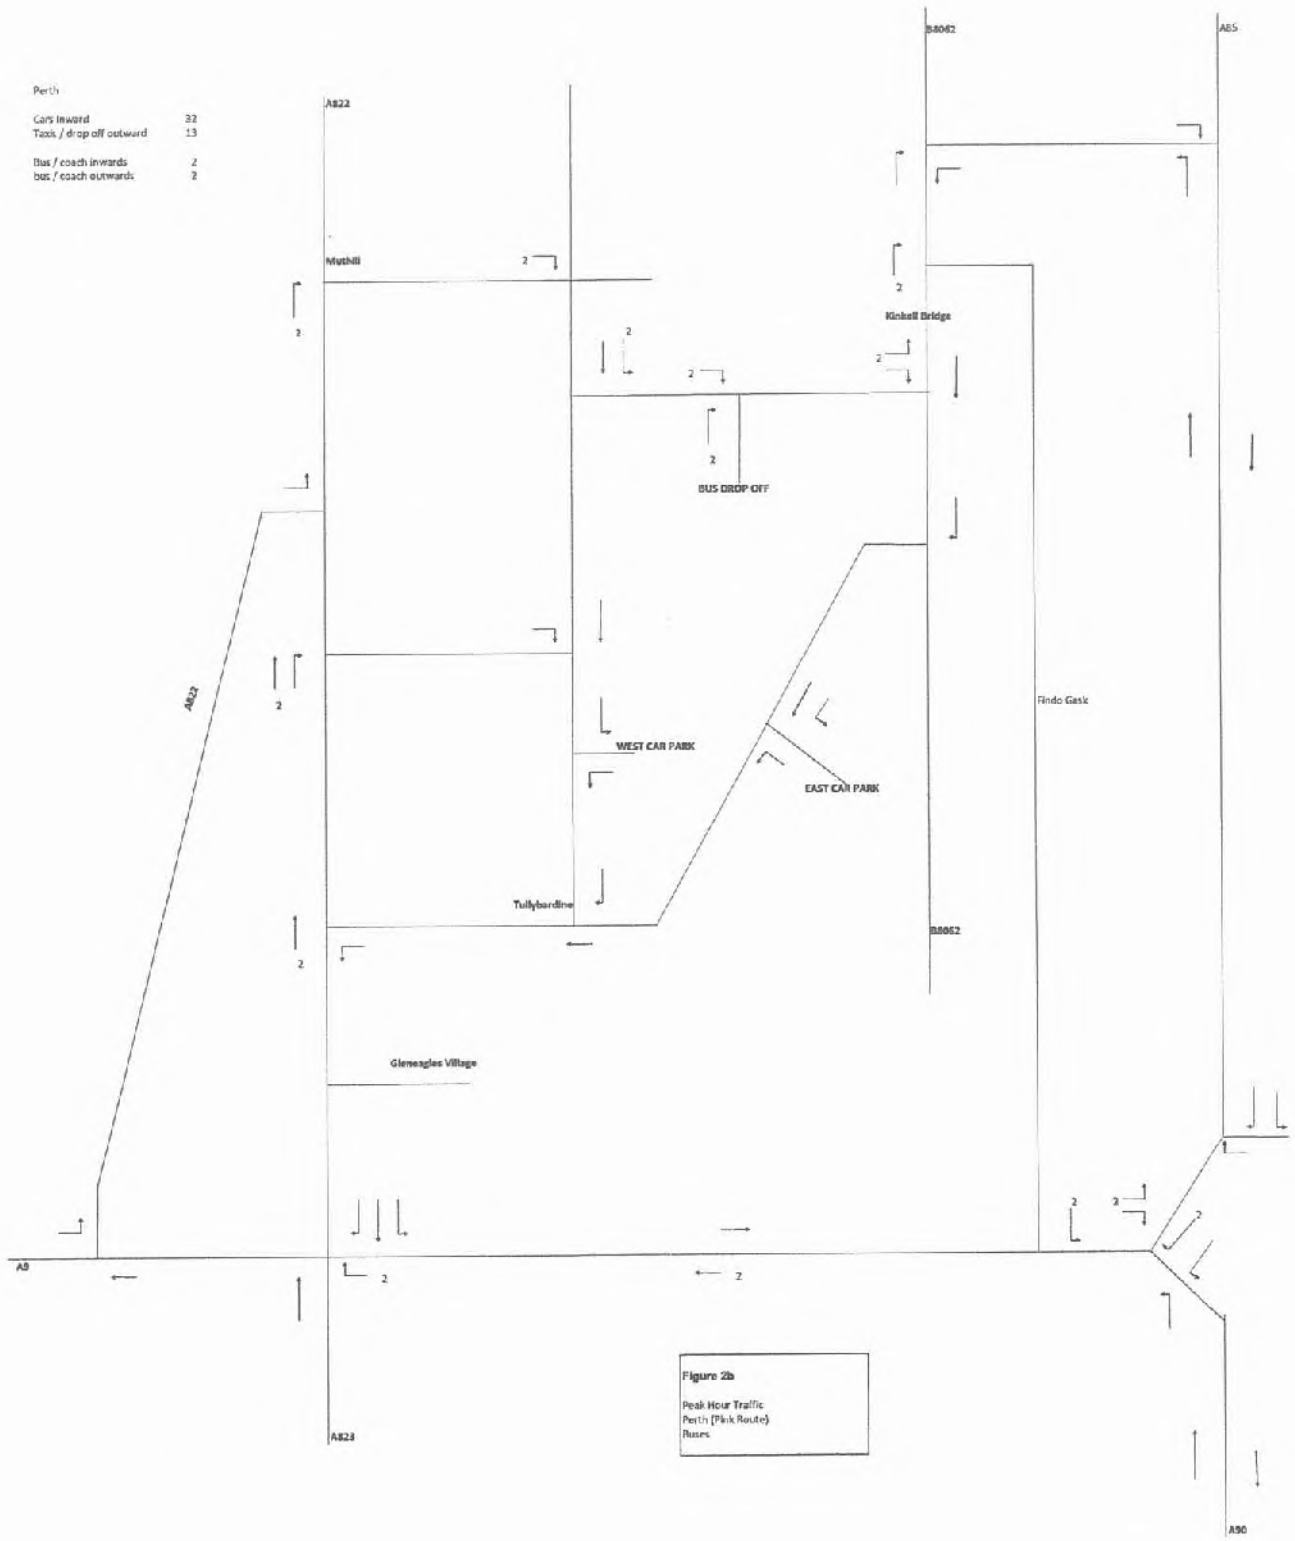 B8062
A85
Perth
Cars Inward 32
Taxis / drop off outward 13
Bus / coach inwards 2
bus / coach outwards 2
A822
Muthill
2
2
2
2
Kinkell Bridge
2
2
2
2
BUS DROP OFF
A822
2
Findo Gask
WEST CAR PARK
EAST CAR PARK
Tullybardine
B8062
2
Gleneagles Village
2
2
2
A9
2
2
Figure 2b
Peak Hour Traffic
Perth (Pink Route)
Buses
A823
A90